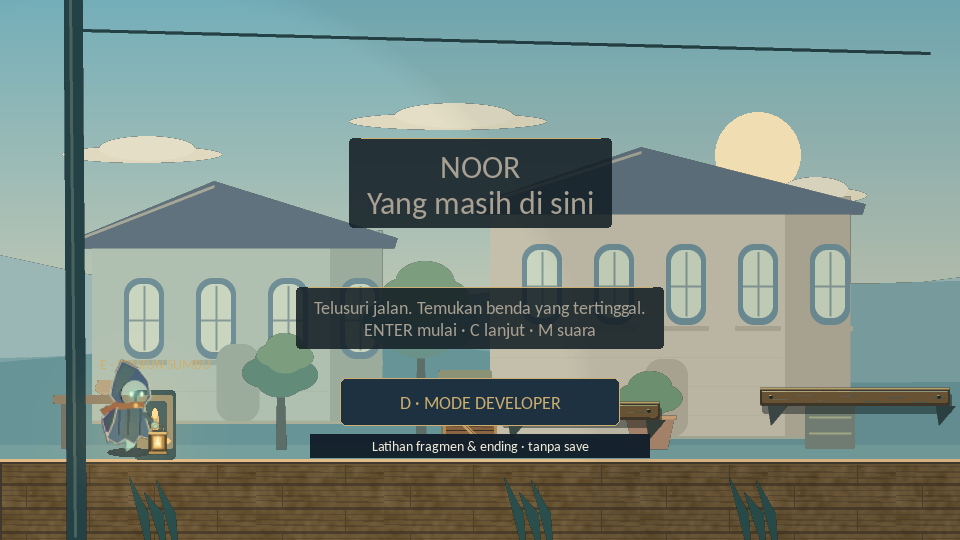 NOOR
Yang masih di sini
Telusuri jalan. Temukan benda yang tertinggal.
ENTER mulai · C lanjut · M suara
D · MODE DEVELOPER
Latihan fragmen & ending · tanpa save